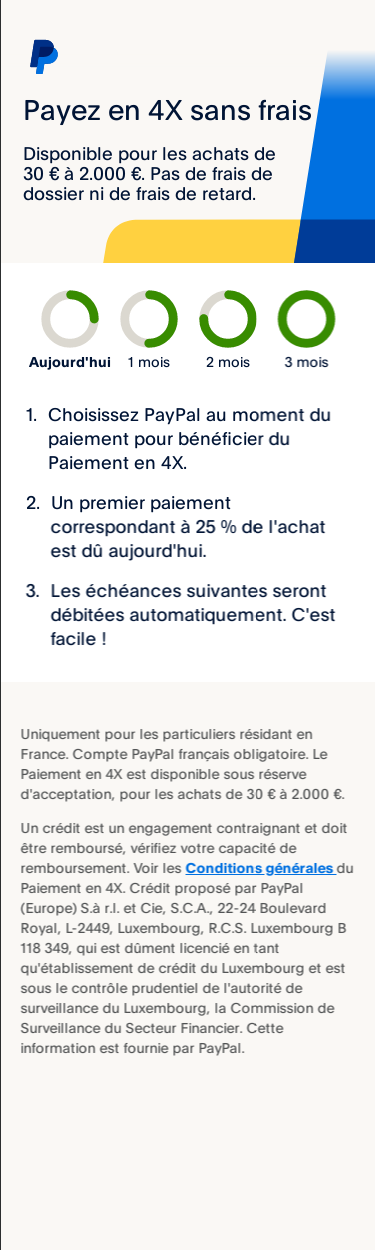 Payez en 4X sans frais
Disponible pour les achats de
30 € à 2.000 €. Pas de frais de
dossier ni de frais de retard.
Aujourd'hui 1 mois 2 mois 3 mois
1. Choisissez PayPal au moment du
paiement pour bénéficier du
Paiement en 4X.
2. Un premier paiement
correspondant à 25 % de l'achat
est dû aujourd'hui.
3. Les échéances suivantes seront
débitées automatiquement. C'est
facile !
Uniquement pour les particuliers résidant en
France. Compte PayPal français obligatoire. Le
Paiement en 4X est disponible sous réserve
d'acceptation, pour les achats de 30 € à 2.000 €.
Un crédit est un engagement contraignant et doit
être remboursé, vérifiez votre capacité de
remboursement. Voir les Conditions générales du
Paiement en 4X. Crédit proposé par PayPal
(Europe) S.à r.l. et Cie, S.C.A., 22-24 Boulevard
Royal, L-2449, Luxembourg, R.C.S. Luxembourg B
118 349, qui est dûment licencié en tant
qu'établissement de crédit du Luxembourg et est
sous le contrôle prudentiel de l'autorité de
surveillance du Luxembourg, la Commission de
Surveillance du Secteur Financier. Cette
information est fournie par PayPal.